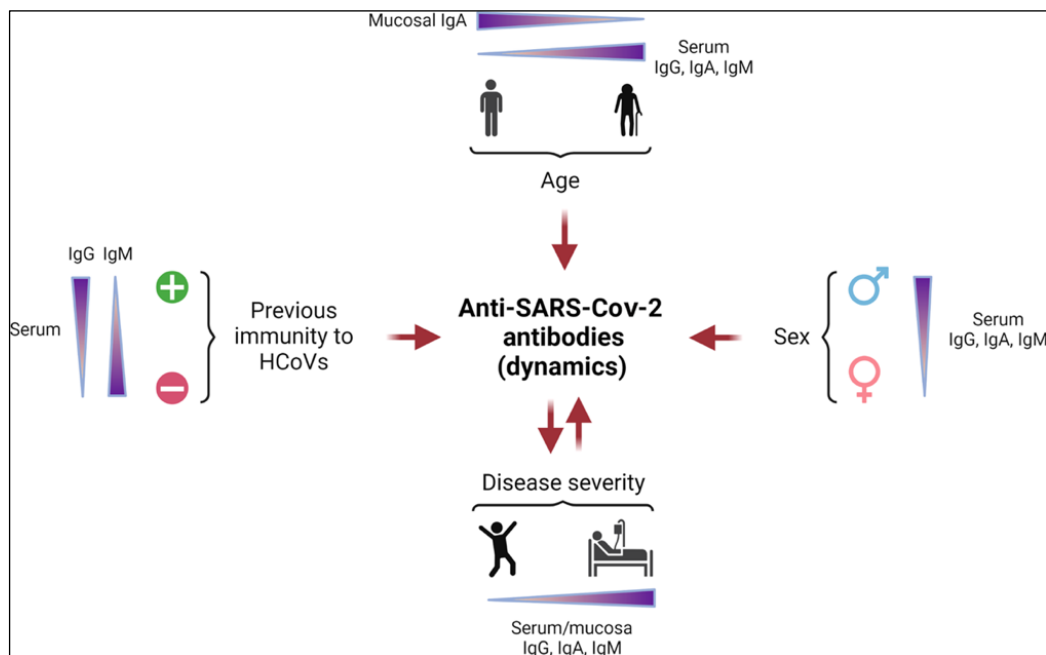 Mucosal IgA
Serum
IgG, IgA, IgM
Age
IgG IgM
Serum
Previous
immunity to
HCoVs
Anti-SARS-Cov-2
antibodies
(dynamics)
Sex
Serum
IgG, IgA, IgM
Disease severity
Serum/mucosa
IgG, IgA, IgM